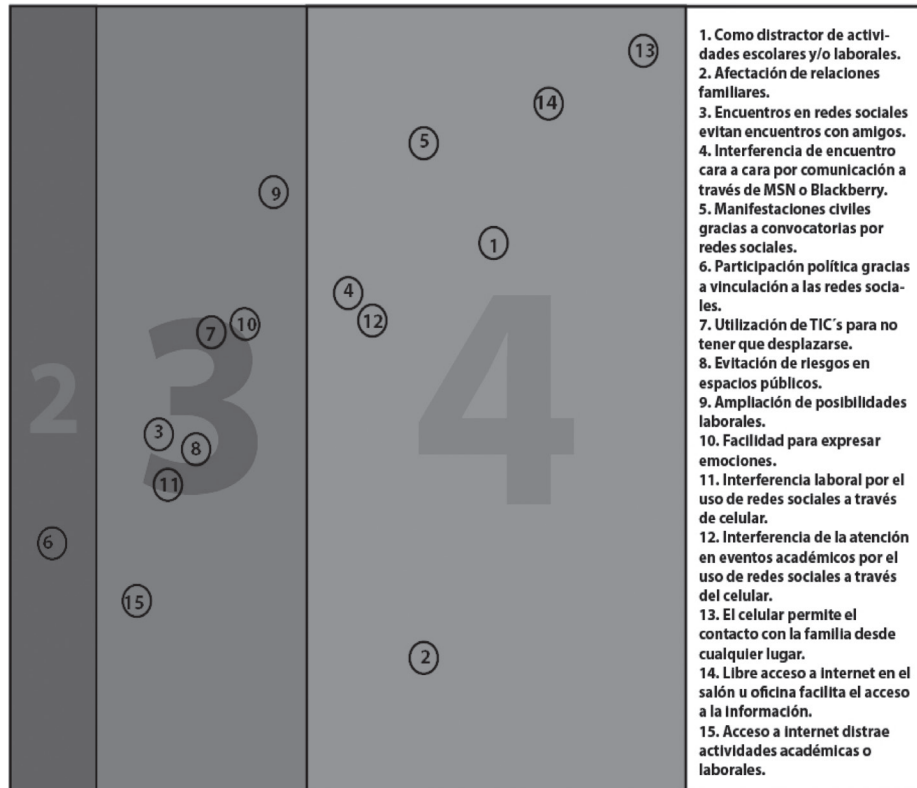 13
14
5
9
1
4
12
10
7
2
3
4
3
8
11
6
15
2
1. Como distractor de activi-
dades escolares y/o laborales.
2. Afectación de relaciones
familiares.
3. Encuentros en redes sociales
evitan encuentros con amigos.
4. Interferencia de encuentro
cara a cara por comunicación a
través de MSN o Blackberry.
5. Manifestaciones civiles
gracias a convocatorias por
redes sociales.
6. Participación política gracias
a vinculación a las redes socia-
les.
7. Utilización de TIC´s para no
tener que desplazarse.
8. Evitación de riesgos en
espacios públicos.
9. Ampliación de posibilidades
laborales.
10. Facilidad para expresar
emociones.
11. Interferencia laboral por el
uso de redes sociales a través
de celular.
12. Interferencia de la atención
en eventos académicos por el
uso de redes sociales a través
del celular.
13. El celular permite el
contacto con la familia desde
cualquier lugar.
14. Libre acceso a internet en el
salón u oficina facilita el acceso
a la información.
15. Acceso a internet distrae
actividades académicas o
laborales.